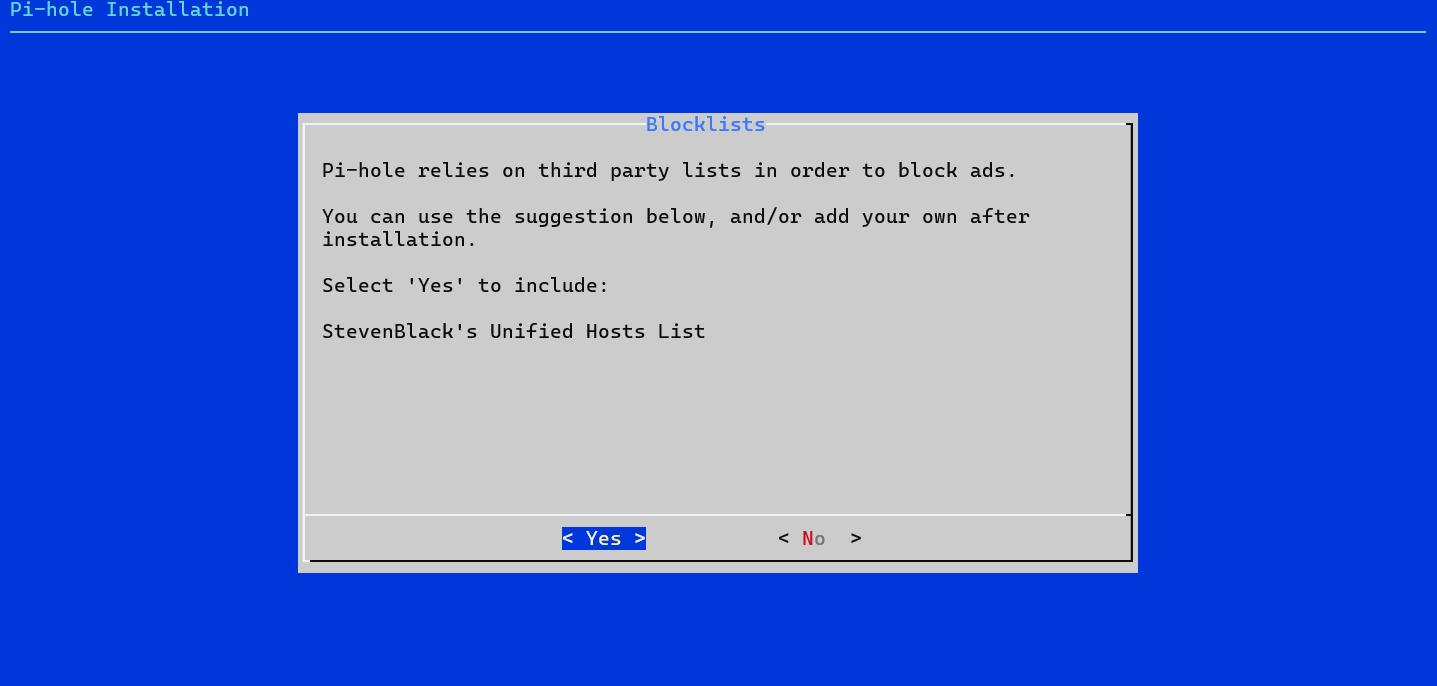 Pi-hole Installation
Blocklists
Pi-hole relies on third party lists in order to block ads.
You can use the suggestion below, and/or add your own after
installation.
Select 'Yes' to include:
StevenBlack's Unified Hosts List
< Yes > < No >